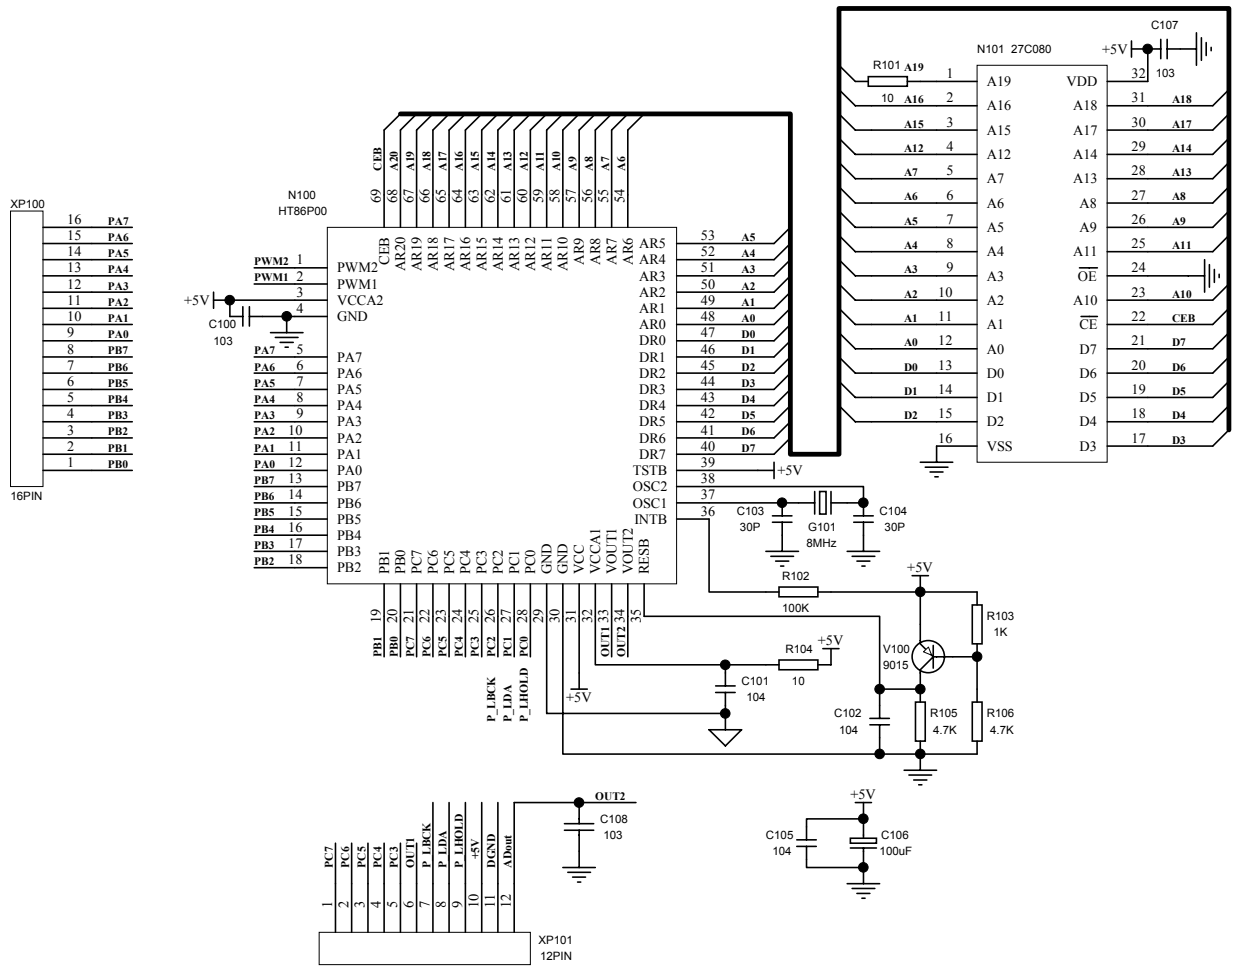 C107
+5V
103
N101 27C080
R101 A19
10
1 A19
A16 2 A16
A15 3 A15
A12 4 A12
A7 5 A7
A6 6 A6
A5 7 A5
A4 8 A4
A3 9 A3
A2 10 A2
A1 11 A1
A0 12 A0
D0 13 D0
D1 14 D1
D2 15 D2
16 VSS
VDD 32
A18 31 A18
A17 30 A17
A14 29 A14
A13 28 A13
A8 27 A8
A9 26 A9
A11 25 A11
OE 24
A10 23 A10
CE 22 CEB
D7 21 D7
D6 20 D6
D5 19 D5
D4 18 D4
D3 17 D3
XP100
16 PA7
15 PA6
14 PA5
13 PA4
12 PA3
11 PA2
10 PA1
9 PA0
8 PB7
7 PB6
6 PB5
5 PB4
4 PB3
3 PB2
2 PB1
1 PB0
16PIN
N100
HT86P00
CEB 69 CEB
A20 68 AR20
A19 67 AR19
A18 66 AR18
A17 65 AR17
A16 64 AR16
A15 63 AR15
A14 62 AR14
A13 61 AR13
A12 60 AR12
A11 59 AR11
A10 58 AR10
A9 57 AR9
A8 56 AR8
A7 55 AR7
A6 54 AR6
PWM2 1 PWM2
PWM1 2 PWM1
3 VCCA2
4 GND
+5V
C100
103
PA7 5 PA7
PA6 6 PA6
PA5 7 PA5
PA4 8 PA4
PA3 9 PA3
PA2 10 PA2
PA1 11 PA1
PA0 12 PA0
PB7 13 PB7
PB6 14 PB6
PB5 15 PB5
PB4 16 PB4
PB3 17 PB3
PB2 18 PB2
AR5 53 A5
AR4 52 A4
AR3 51 A3
AR2 50 A2
AR1 49 A1
AR0 48 A0
DR0 47 D0
DR1 46 D1
DR2 45 D2
DR3 44 D3
DR4 43 D4
DR5 42 D5
DR6 41 D6
DR7 40 D7
TSTB 39 +5V
OSC2 38
OSC1 37
INTB 36
PB1 19 PB1
PB0 20 PB0
PC7 21 PC7
PC6 22 PC6
PC5 23 PC5
PC4 24 PC4
PC3 25 PC3
PC2 26 PC2 P_LBCK
PC1 27 PC1 P_LDA
PC0 28 PC0 P_LHOLD
GND 29
GND 30
VCC 31
VCCA1 32
VOUT1 33 OUT1
VOUT2 34 OUT2
RESB 35
+5V
C103
30P
G101
8MHz
C104
30P
R102
100K
+5V
R103
1K
V100
9015
R104
10
+5V
C101
104
C102
104
R105
4.7K
R106
4.7K
OUT2
C108
103
+5V
C105
104
C106
100uF
PC7 1
PC6 2
PC5 3
PC4 4
PC3 5
OUT1 6
P_LBCK 7
P_LDA 8
P_LHOLD 9
+5V 10
DGND 11
ADout 12
XP101
12PIN